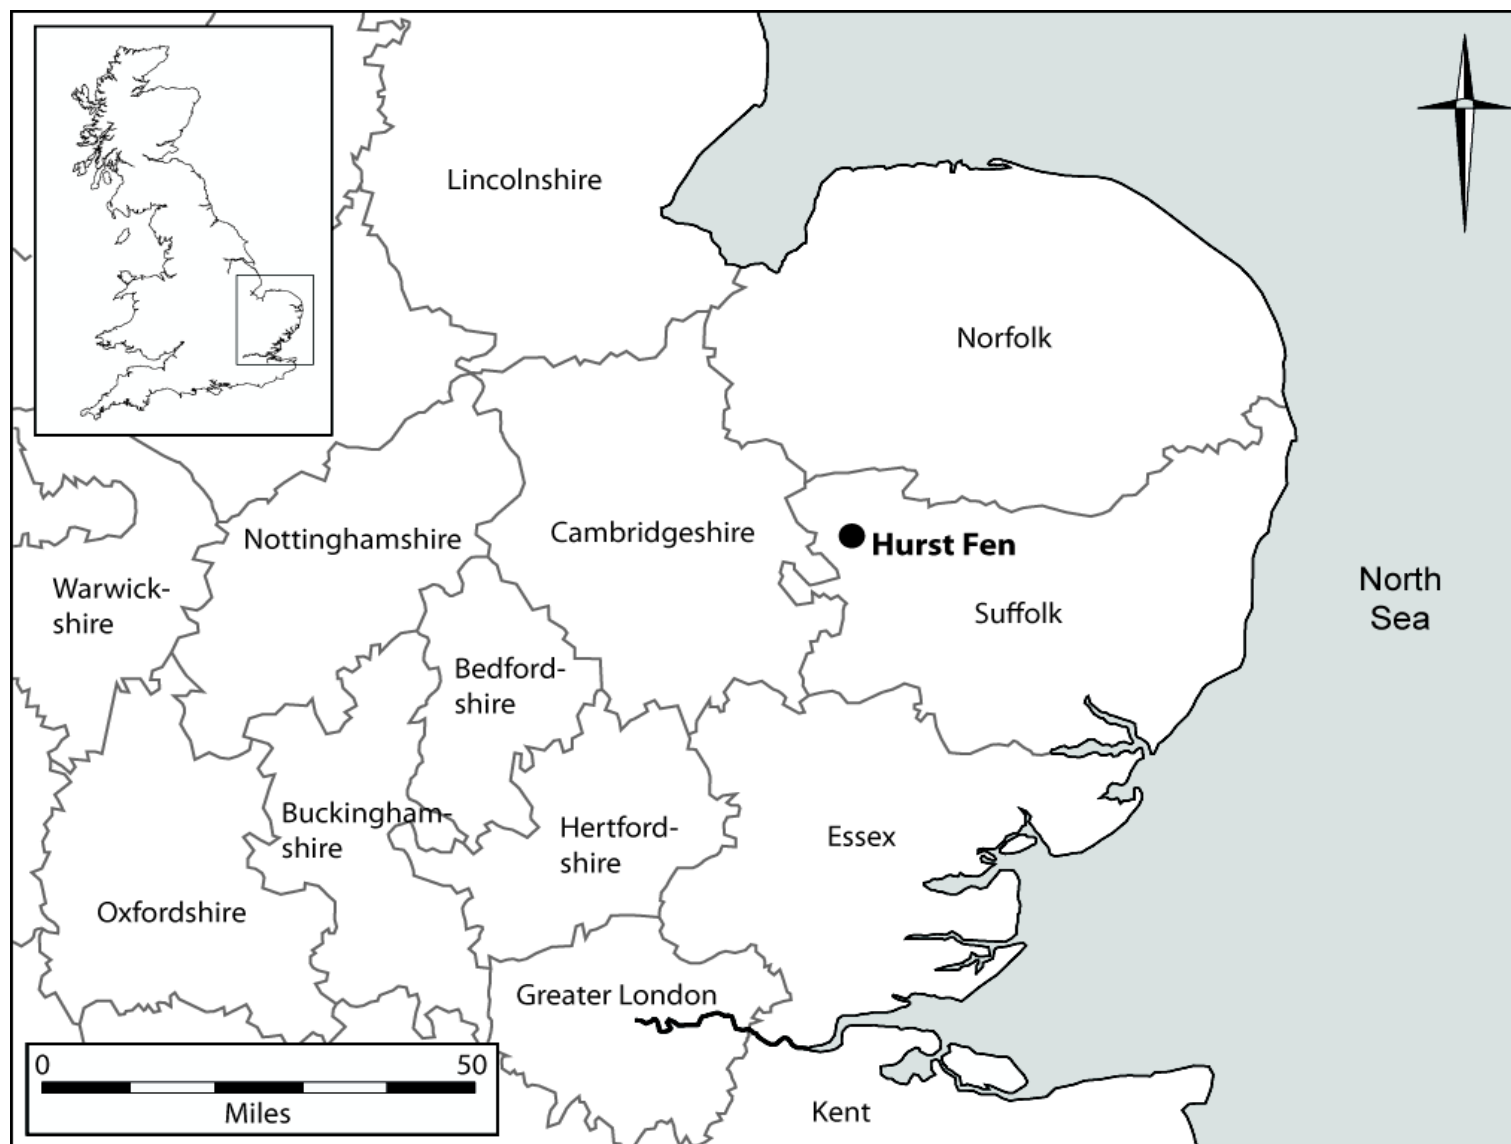 Lincolnshire
Norfolk
Nottinghamshire
Cambridgeshire
Hurst Fen
Warwick-
shire
North
Sea
Suffolk
Bedford-
shire
Buckingham-
shire
Hertford-
shire
Essex
Oxfordshire
Greater London
0 50
Miles
Kent